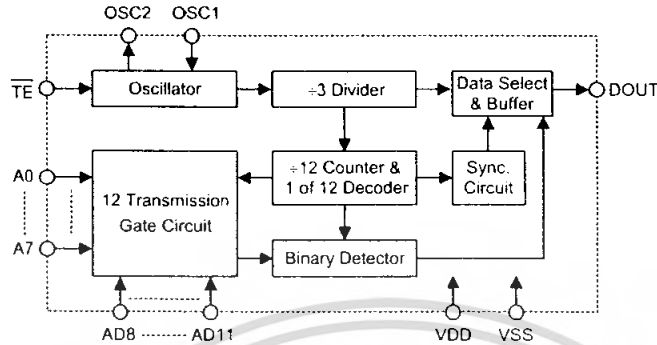 OSC2 OSC1
TE
Oscillator
÷3 Divider
Data Select
& Buffer
DOUT
A0
12 Transmission
Gate Circuit
÷12 Counter &
1 of 12 Decoder
Sync.
Circuit
A7
Binary Detector
AD8 AD11 VDD VSS